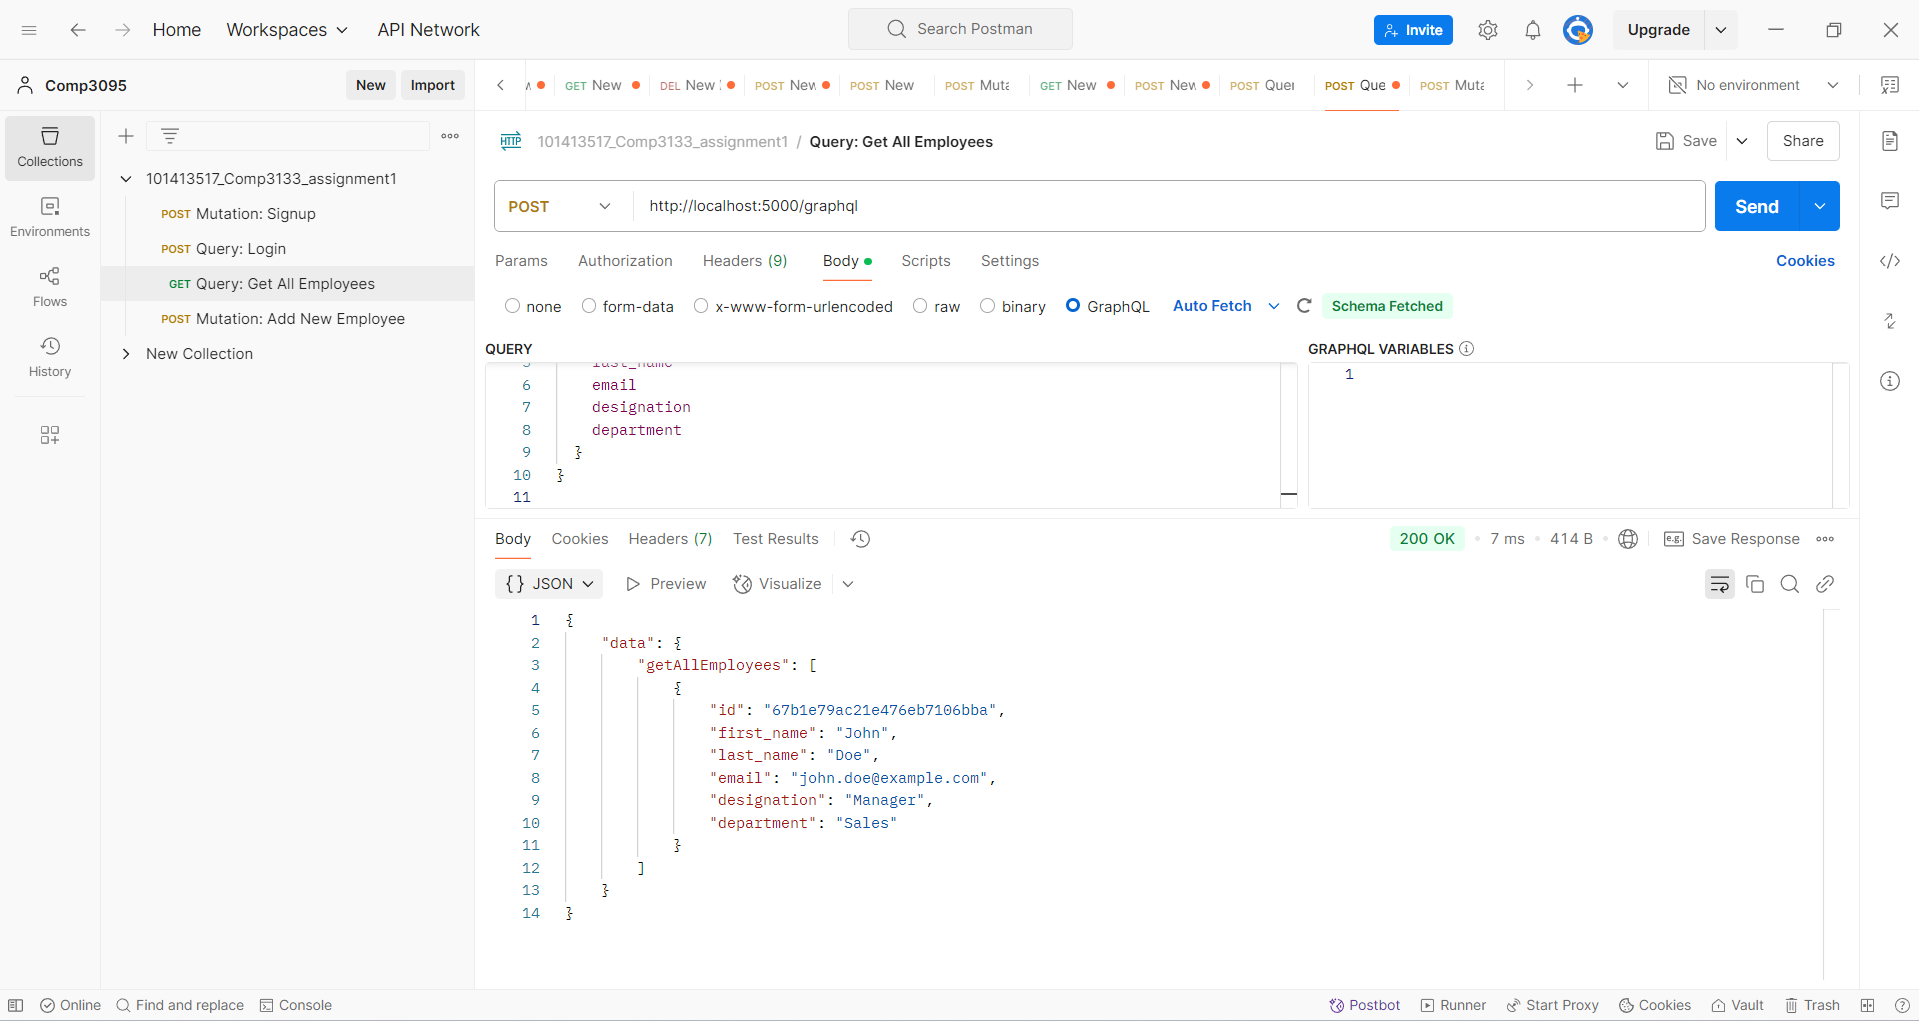 Home
Workspaces
API Network
Search Postman
Invite
Upgrade
Comp3095
New
Import
GET New
DEL New
POST New
POST New
POST Muta
GET New
POST New
POST Quer
POST Que
POST Muta
No environment
Collections
Environments
Flows
History
101413517_Comp3133_assignment1
POST Mutation: Signup
POST Query: Login
GET Query: Get All Employees
POST Mutation: Add New Employee
New Collection
HTTP 101413517_Comp3133_assignment1 / Query: Get All Employees
Save
Share
POST
http://localhost:5000/graphql
Send
Params
Authorization
Headers (9)
Body
Scripts
Settings
Cookies
none
form-data
x-www-form-urlencoded
raw
binary
GraphQL
Auto Fetch
Schema Fetched
QUERY
5 last_name
6 email
7 designation
8 department
9 }
10 }
11
GRAPHQL VARIABLES
1
Body
Cookies
Headers (7)
Test Results
200 OK
7 ms
414 B
e.g. Save Response
{} JSON
Preview
Visualize
1 {
2 "data": {
3 "getAllEmployees": [
4 {
5 "id": "67b1e79ac21e476eb7106bba",
6 "first_name": "John",
7 "last_name": "Doe",
8 "email": "john.doe@example.com",
9 "designation": "Manager",
10 "department": "Sales"
11 }
12 ]
13 }
14 }
Online
Find and replace
Console
Postbot
Runner
Start Proxy
Cookies
Vault
Trash